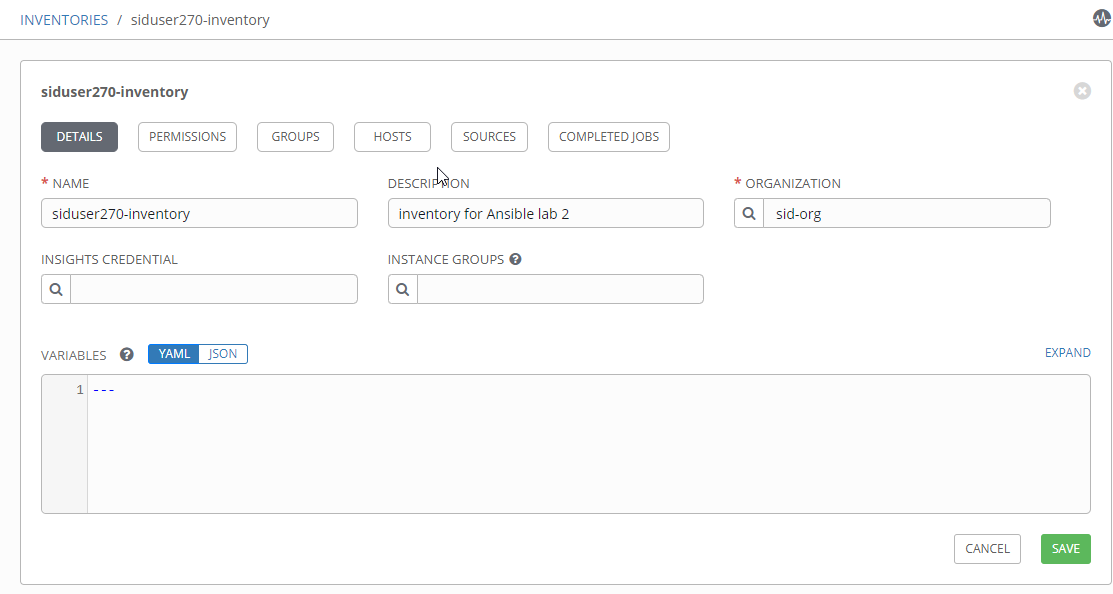 INVENTORIES / siduser270-inventory
siduser270-inventory
DETAILS PERMISSIONS GROUPS HOSTS SOURCES COMPLETED JOBS
* NAME DESCRIPTION * ORGANIZATION
siduser270-inventory inventory for Ansible lab 2 sid-org
INSIGHTS CREDENTIAL INSTANCE GROUPS ?
VARIABLES ? YAML JSON EXPAND
1 ---
CANCEL SAVE